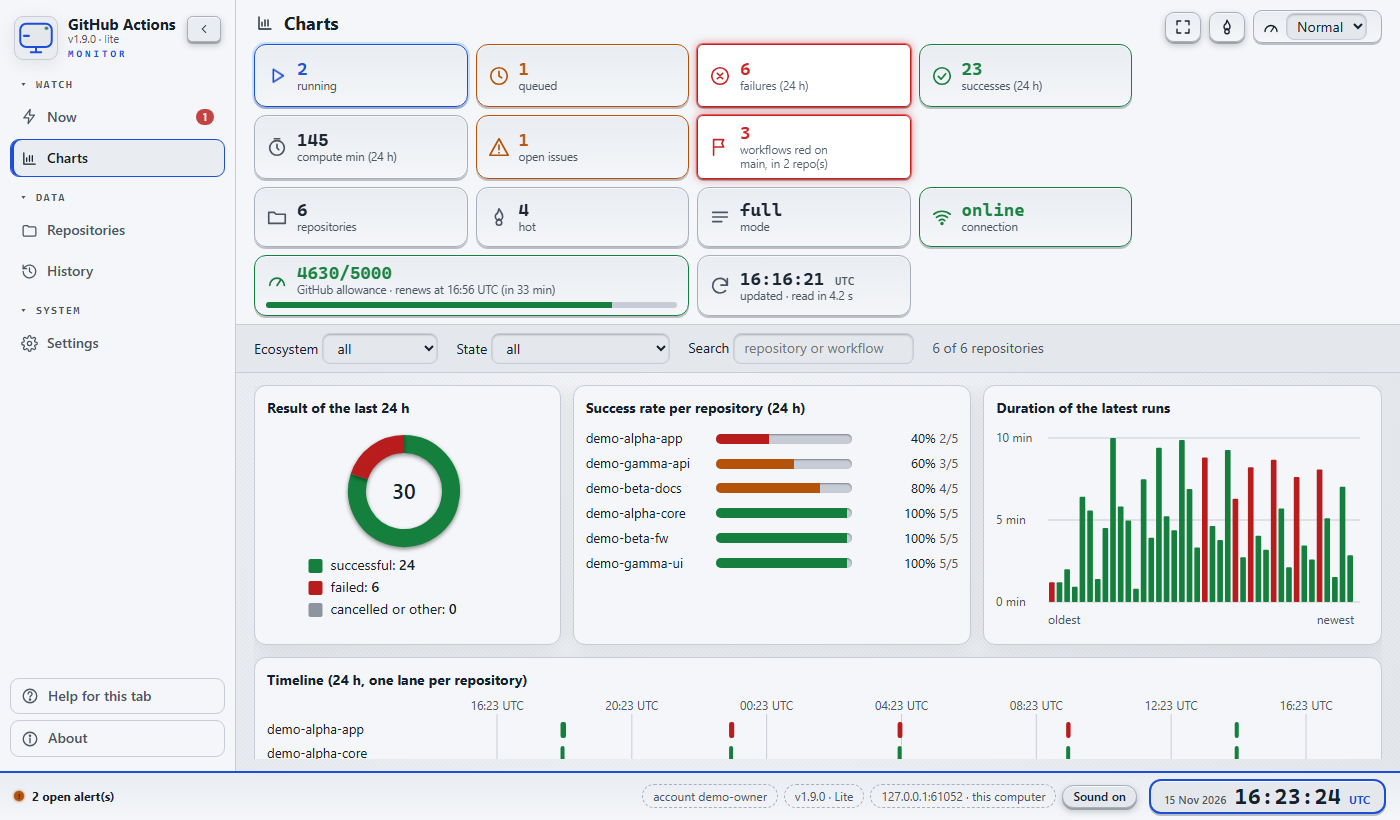 GitHub Actions
v1.9.0 · lite
MONITOR
WATCH
Now
1
Charts
DATA
Repositories
History
SYSTEM
Settings
Help for this tab
About
Charts
Normal
2
running
1
queued
6
failures (24 h)
23
successes (24 h)
145
compute min (24 h)
1
open issues
3
workflows red on
main, in 2 repo(s)
6
repositories
4
hot
full
mode
online
connection
4630/5000
GitHub allowance · renews at 16:56 UTC (in 33 min)
16:16:21 UTC
updated · read in 4.2 s
Ecosystem all
State all
Search repository or workflow
6 of 6 repositories
Result of the last 24 h
30
successful: 24
failed: 6
cancelled or other: 0
Success rate per repository (24 h)
demo-alpha-app 40% 2/5
demo-gamma-api 60% 3/5
demo-beta-docs 80% 4/5
demo-alpha-core 100% 5/5
demo-beta-fw 100% 5/5
demo-gamma-ui 100% 5/5
Duration of the latest runs
10 min
5 min
0 min
oldest newest
Timeline (24 h, one lane per repository)
16:23 UTC 20:23 UTC 00:23 UTC 04:23 UTC 08:23 UTC 12:23 UTC 16:23 UTC
demo-alpha-app
demo-alpha-core
2 open alert(s)
account demo-owner
v1.9.0 · Lite
127.0.0.1:61052 · this computer
Sound on
15 Nov 2026 16:23:24 UTC